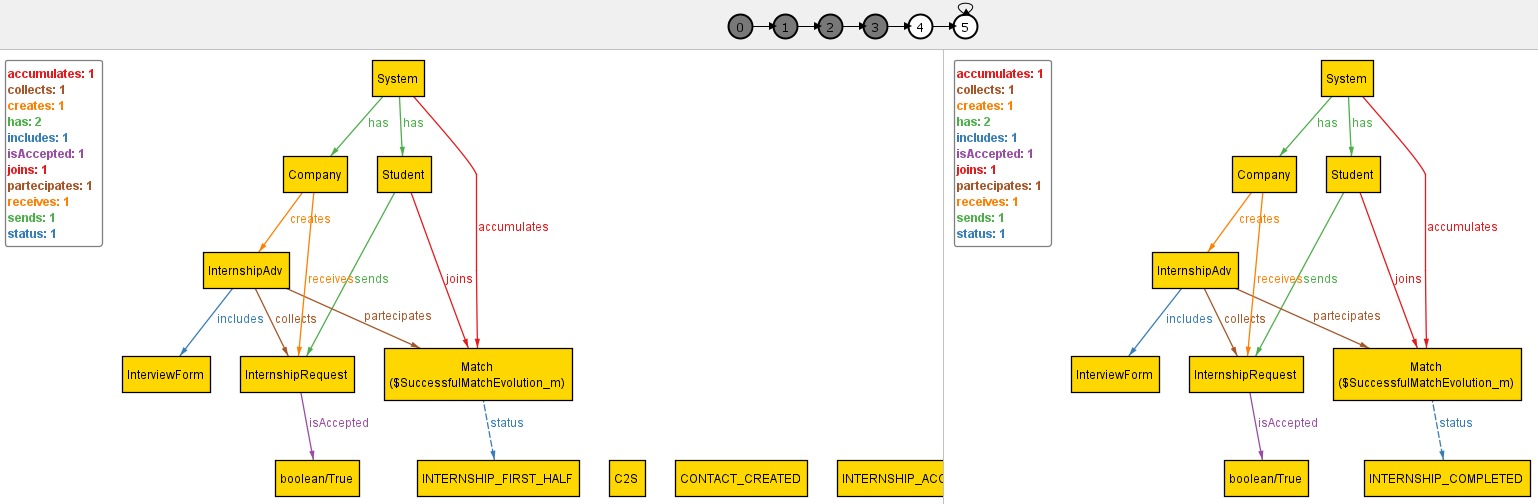 0 1 2 3 4 5
accumulates: 1
collects: 1
creates: 1
has: 2
includes: 1
isAccepted: 1
joins: 1
partecipates: 1
receives: 1
sends: 1
status: 1
System
has has
Company Student
creates accumulates
InternshipAdv
receives sends joins
includes collects partecipates
InterviewForm InternshipRequest
Match
($SuccessfulMatchEvolution_m)
isAccepted status
boolean/True INTERNSHIP_FIRST_HALF C2S CONTACT_CREATED INTERNSHIP_ACC
accumulates: 1
collects: 1
creates: 1
has: 2
includes: 1
isAccepted: 1
joins: 1
partecipates: 1
receives: 1
sends: 1
status: 1
System
has has
Company Student
creates accumulates
InternshipAdv
receives sends joins
includes collects partecipates
InterviewForm InternshipRequest
Match
($SuccessfulMatchEvolution_m)
isAccepted status
boolean/True INTERNSHIP_COMPLETED